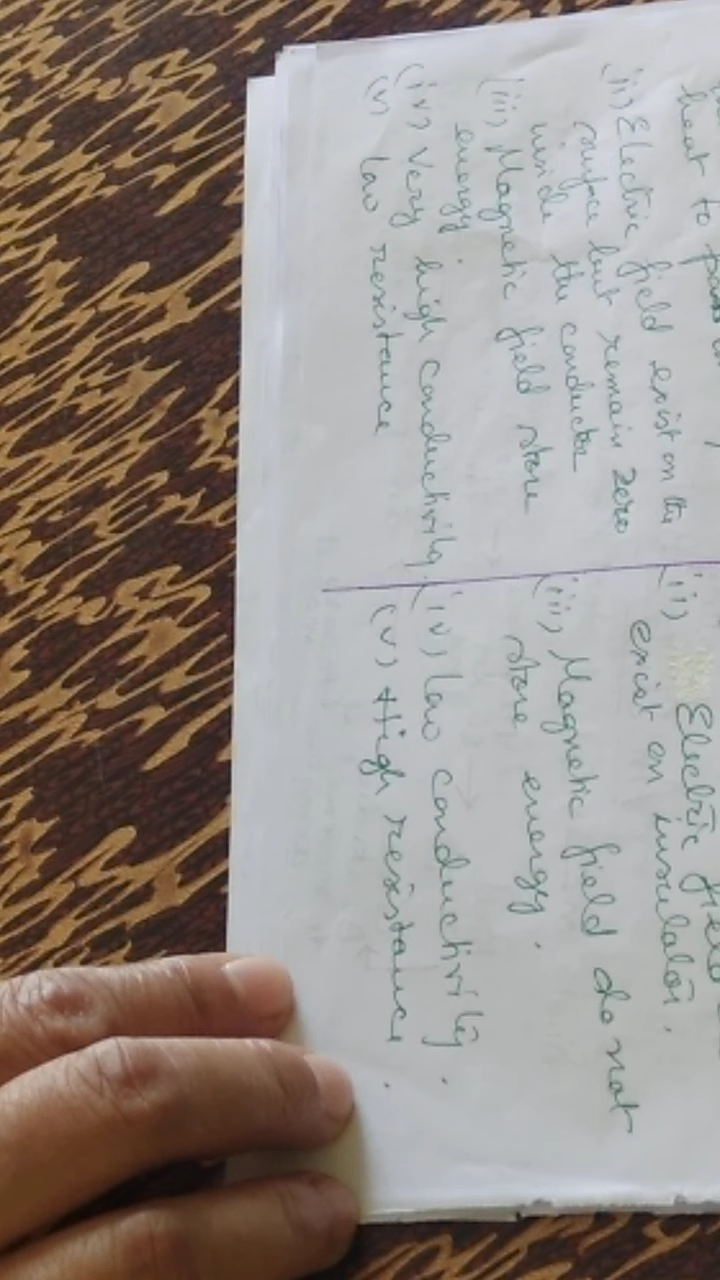 heat to pass
(ii) Electric field exist on the
surface but remain zero
inside the conductor
(iii) Magnetic field store
energy
(iv) Very high conductivity.
(v) Low resistance
(ii) Electric field
exist on insulator.
(iii) Magnetic field do not
store energy.
(iv) Low conductivity.
(v) High resistance.